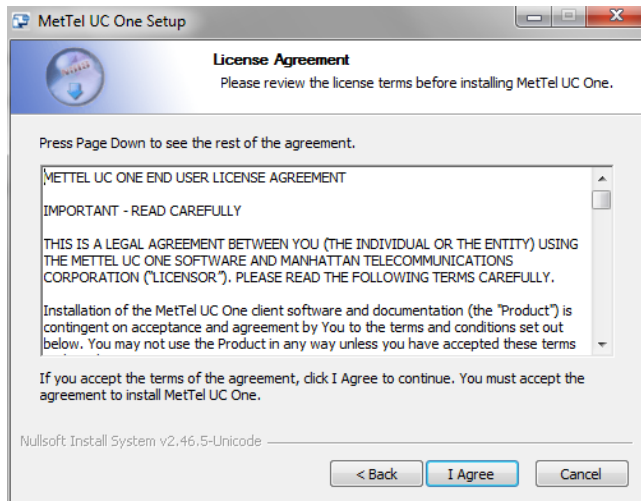 MetTel UC One Setup
License Agreement
Please review the license terms before installing MetTel UC One.
Press Page Down to see the rest of the agreement.
METTEL UC ONE END USER LICENSE AGREEMENT
IMPORTANT - READ CAREFULLY
THIS IS A LEGAL AGREEMENT BETWEEN YOU (THE INDIVIDUAL OR THE ENTITY) USING
THE METTEL UC ONE SOFTWARE AND MANHATTAN TELECOMMUNICATIONS
CORPORATION ("LICENSOR"). PLEASE READ THE FOLLOWING TERMS CAREFULLY.
Installation of the MetTel UC One client software and documentation (the "Product") is
contingent on acceptance and agreement by You to the terms and conditions set out
below. You may not use the Product in any way unless you have accepted these terms
If you accept the terms of the agreement, click I Agree to continue. You must accept the
agreement to install MetTel UC One.
Nullsoft Install System v2.46.5-Unicode
< Back
I Agree
Cancel